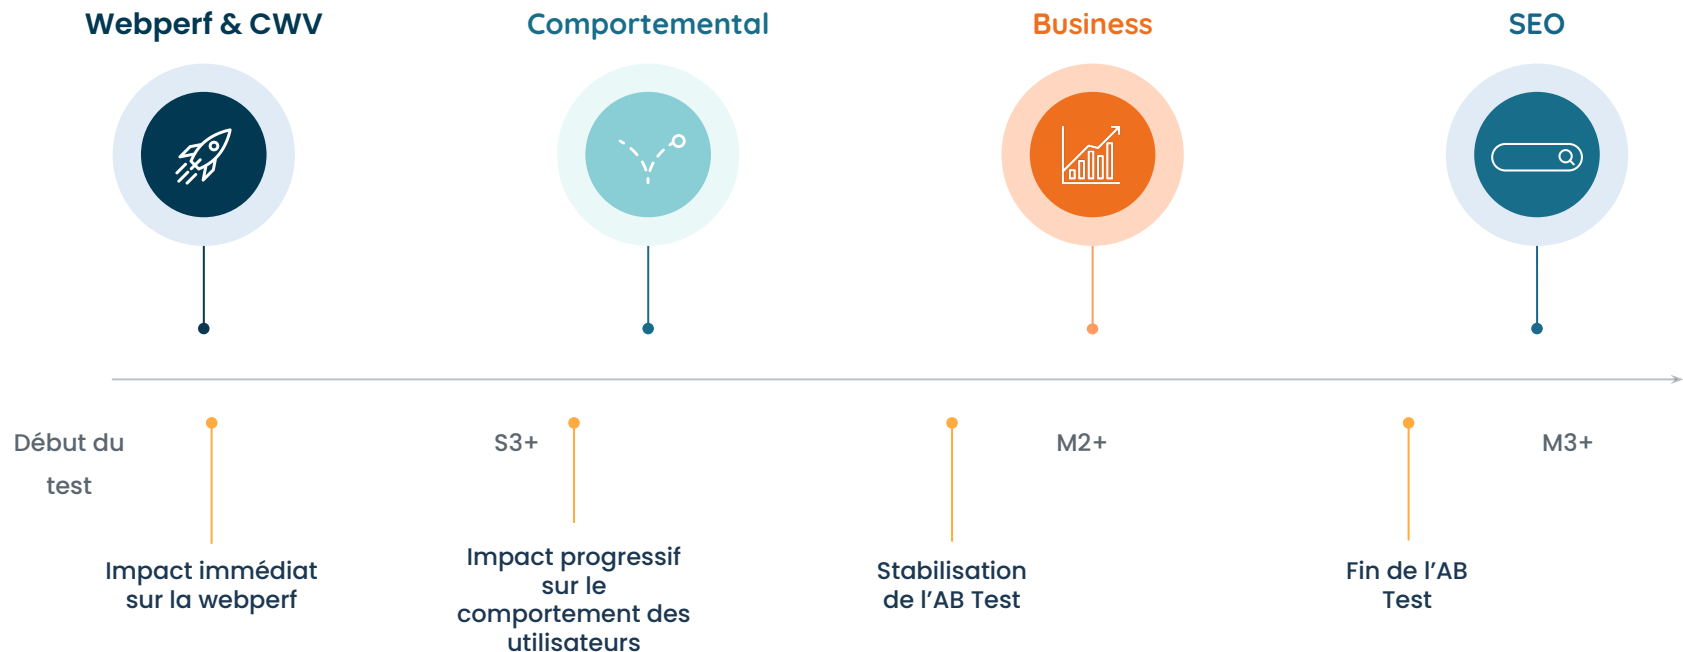 Webperf & CWV
Comportemental
Business
SEO
Début du
test
S3+
M2+
M3+
Impact immédiat
sur la webperf
Impact progressif
sur le
comportement des
utilisateurs
Stabilisation
de l’AB Test
Fin de l’AB
Test